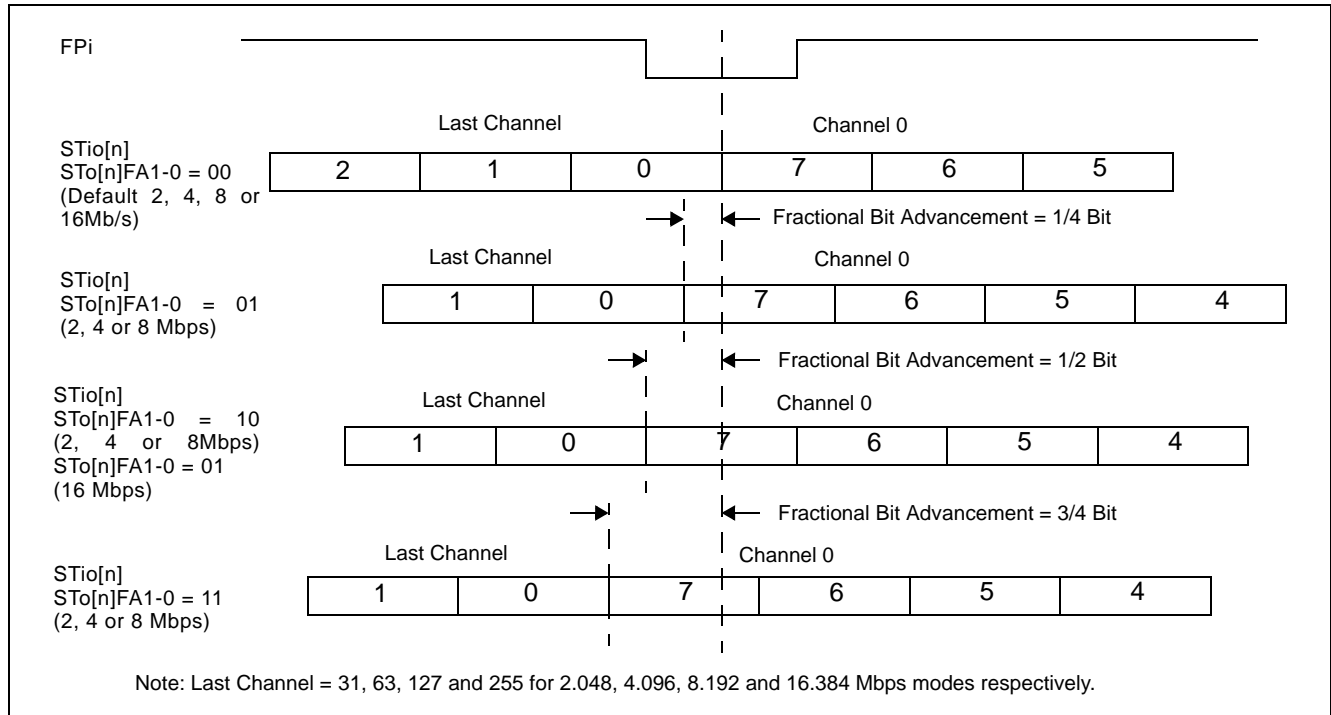 FPi
Last Channel
Channel 0
STio[n]
STo[n]FA1-0 = 00
(Default 2, 4, 8 or
16Mb/s)
2 1 0 7 6 5
Fractional Bit Advancement = 1/4 Bit
Last Channel
Channel 0
STio[n]
STo[n]FA1-0 = 01
(2, 4 or 8 Mbps)
1 0 7 6 5 4
Fractional Bit Advancement = 1/2 Bit
Last Channel
Channel 0
STio[n]
STo[n]FA1-0 = 10
(2, 4 or 8Mbps)
STo[n]FA1-0 = 01
(16 Mbps)
1 0 7 6 5 4
Fractional Bit Advancement = 3/4 Bit
Last Channel
Channel 0
STio[n]
STo[n]FA1-0 = 11
(2, 4 or 8 Mbps)
1 0 7 6 5 4
Note: Last Channel = 31, 63, 127 and 255 for 2.048, 4.096, 8.192 and 16.384 Mbps modes respectively.